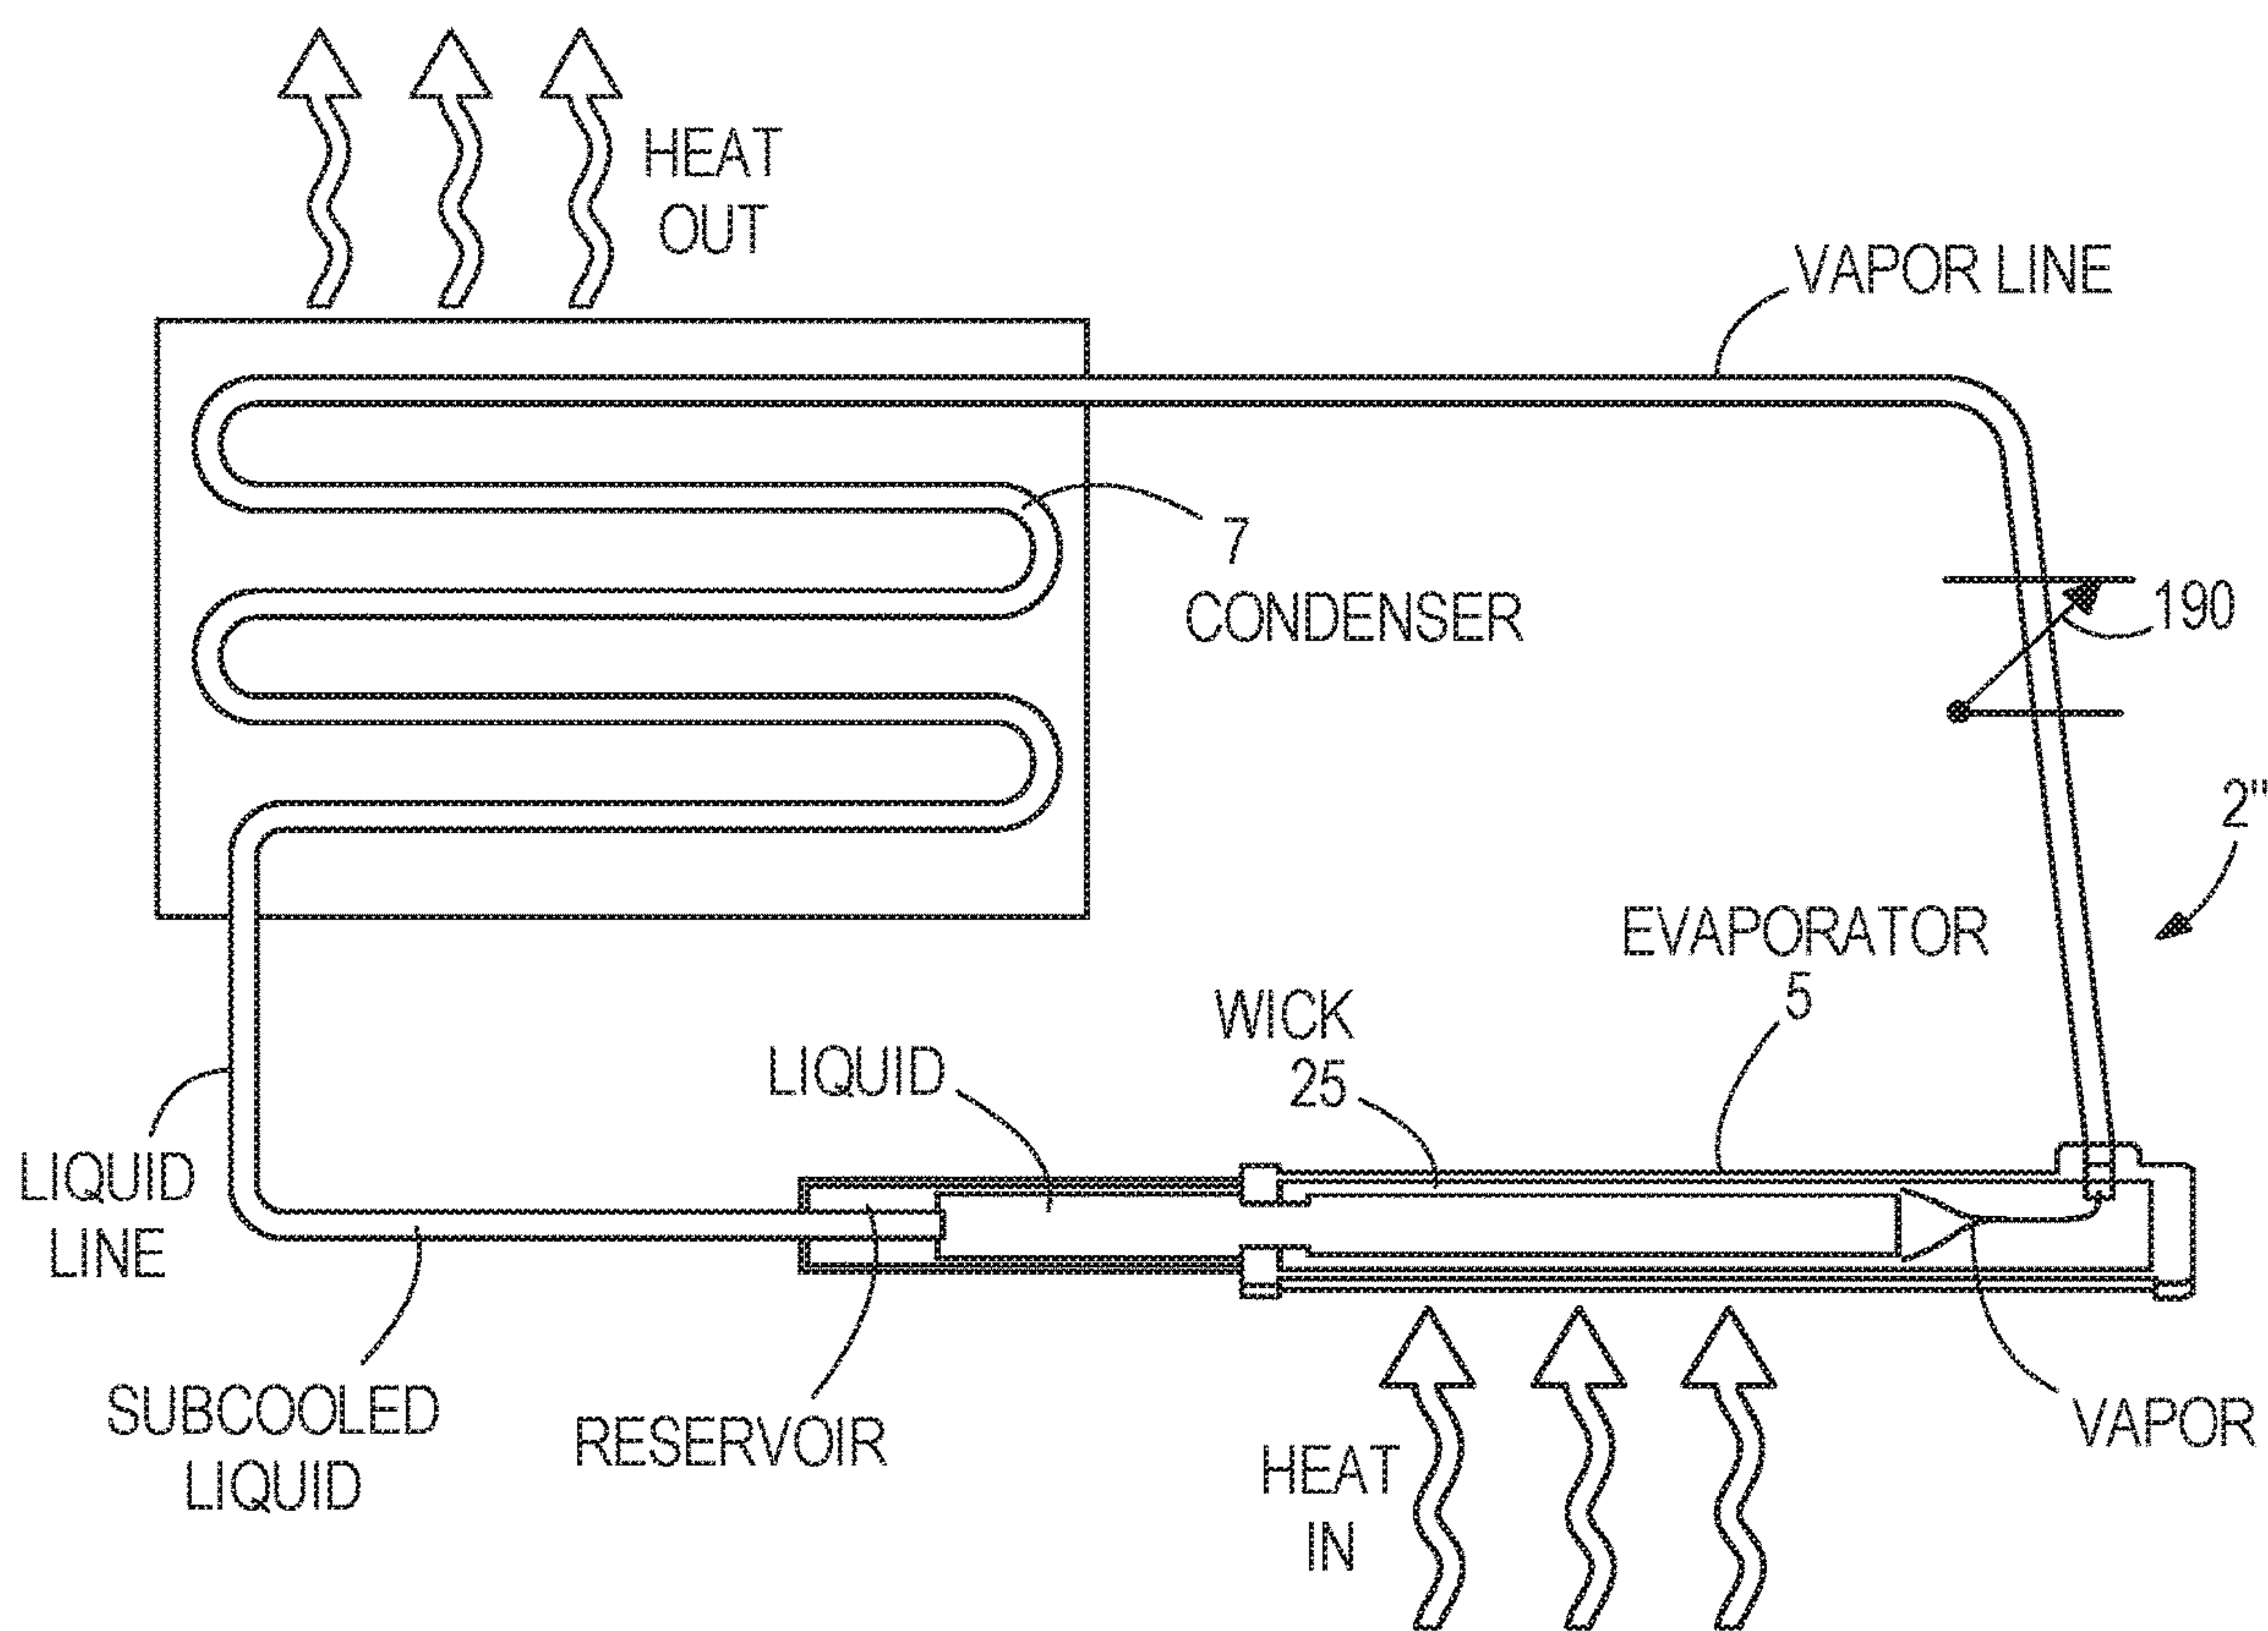 HEAT
OUT
VAPOR LINE
7
CONDENSER
190
2"
EVAPORATOR
5
WICK
25
LIQUID
LIQUID
LINE
SUBCOOLED
LIQUID
RESERVOIR
HEAT
IN
VAPOR